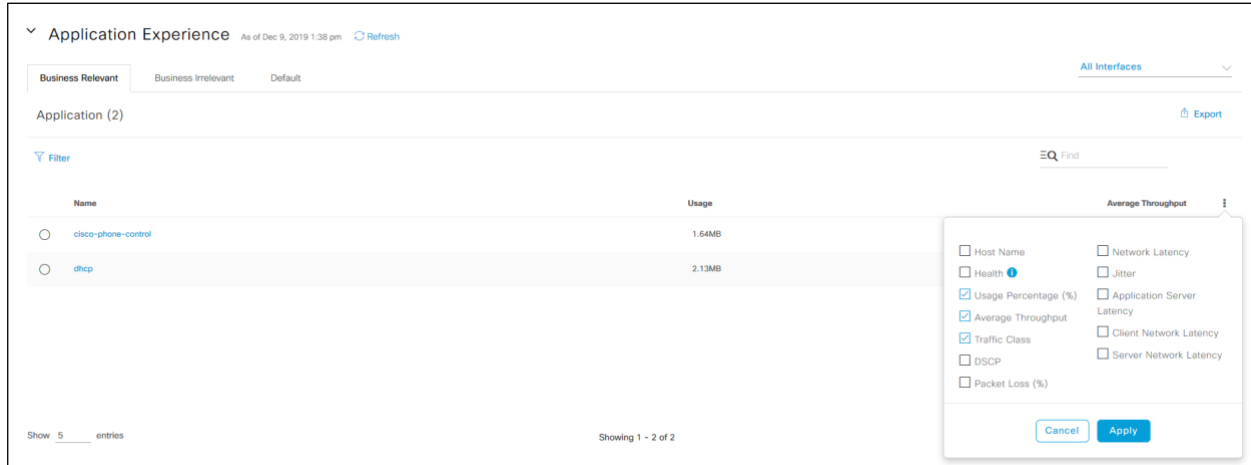 Application Experience As of Dec 9, 2019 1:38 pm Refresh
All Interfaces
Business Relevant Business Irrelevant Default
Application (2) Export
Filter Find
Name Usage Average Throughput
cisco-phone-control 1.64MB
dhcp 2.13MB
Host Name
Health
Usage Percentage (%)
Average Throughput
Traffic Class
DSCP
Packet Loss (%)
Network Latency
Jitter
Application Server
Latency
Client Network Latency
Server Network Latency
Cancel Apply
Show 5 entries Showing 1 - 2 of 2